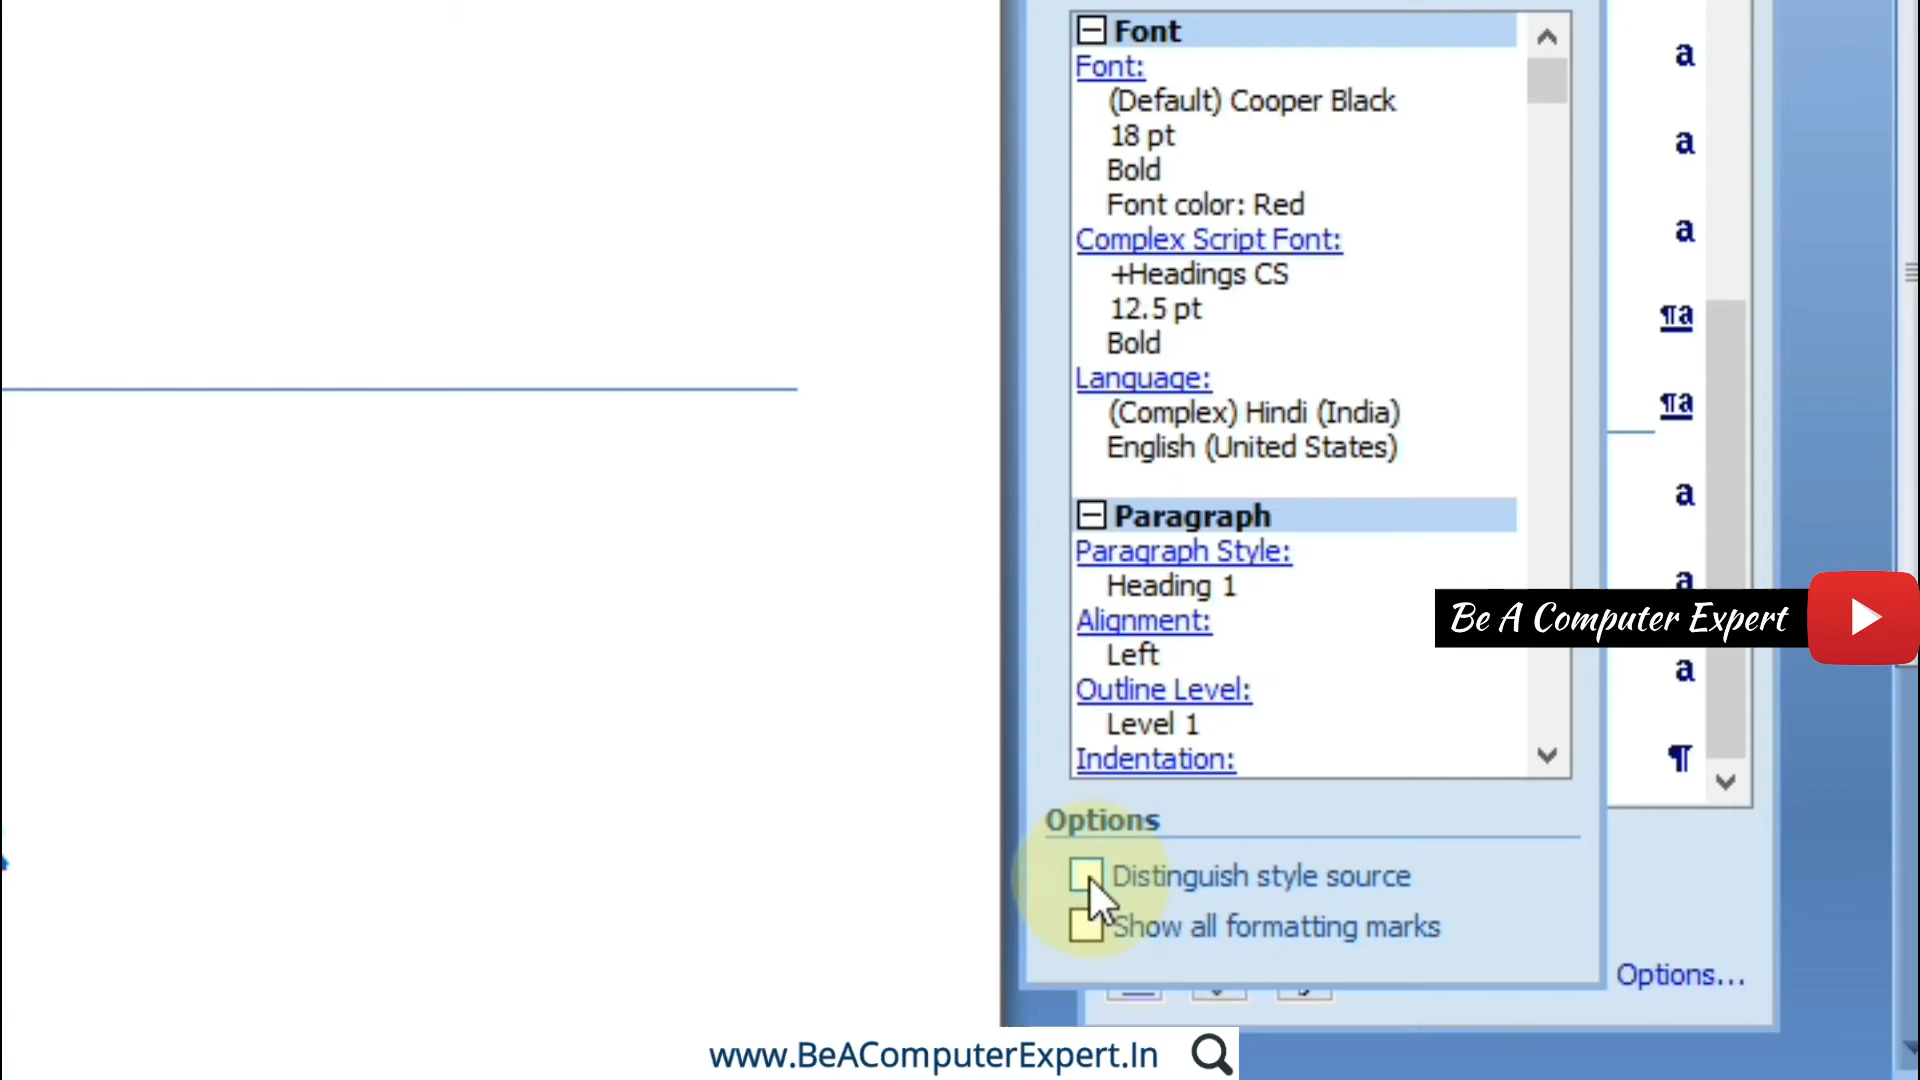 Font
Font:
(Default) Cooper Black
18 pt
Bold
Font color: Red
Complex Script Font:
+Headings CS
12.5 pt
Bold
Language:
(Complex) Hindi (India)
English (United States)
Paragraph
Paragraph Style:
Heading 1
Alignment:
Left
Outline Level:
Level 1
Indentation:
Options
Distinguish style source
Show all formatting marks
a
a
a
¶a
¶a
a
a
a
¶
Options...
Be A Computer Expert
www.BeAComputerExpert.In